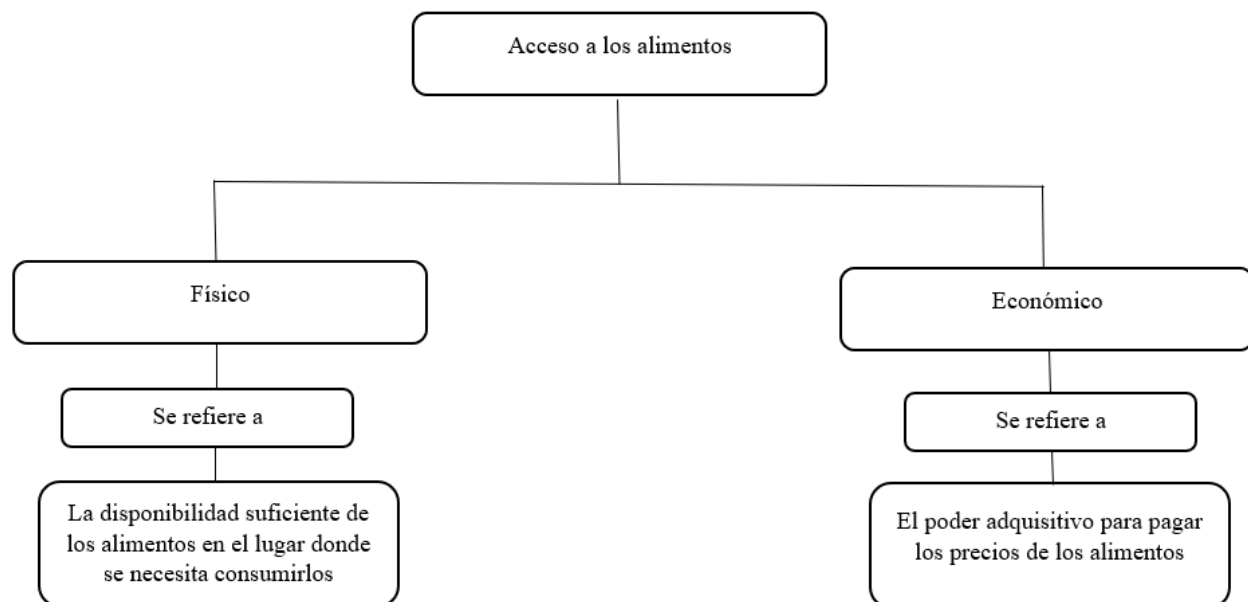 Acceso a los alimentos
Físico
Económico
Se refiere a
Se refiere a
La disponibilidad suficiente de
los alimentos en el lugar donde
se necesita consumirlos
El poder adquisitivo para pagar
los precios de los alimentos